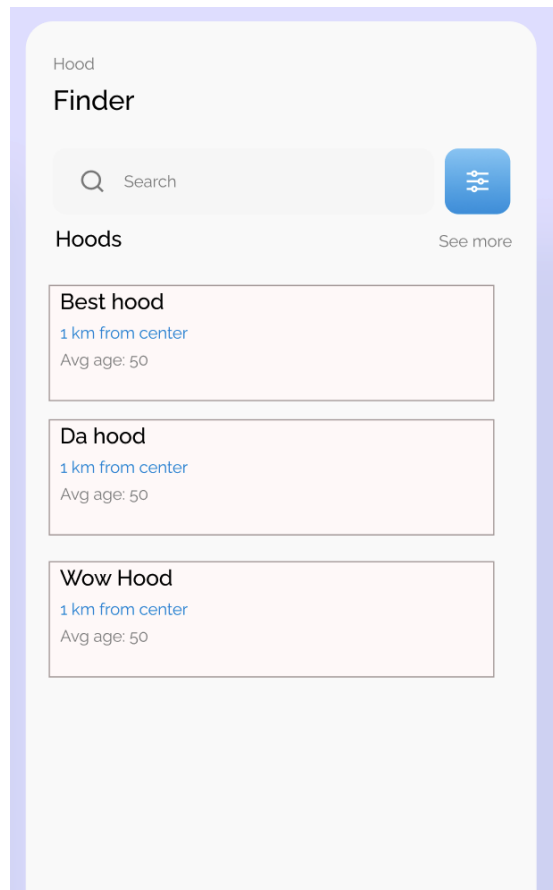 Hood
Finder
Search
Hoods
See more
Best hood
1 km from center
Avg age: 50
Da hood
1 km from center
Avg age: 50
Wow Hood
1 km from center
Avg age: 50